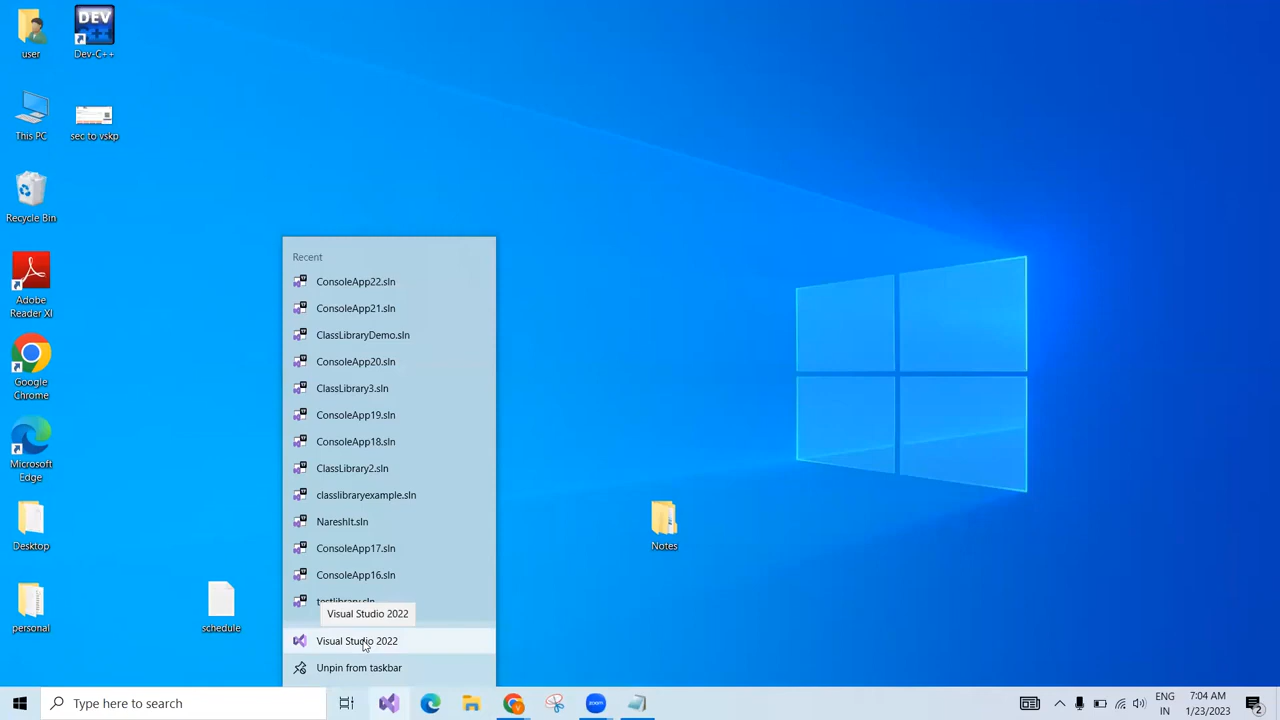 user
DEV
C++
Dev-C++
This PC
sec to vskp
Recycle Bin
Adobe
Reader XI
Google
Chrome
Microsoft
Edge
Desktop
personal
schedule
Notes
Recent
ConsoleApp22.sln
ConsoleApp21.sln
ClassLibraryDemo.sln
ConsoleApp20.sln
ClassLibrary3.sln
ConsoleApp19.sln
ConsoleApp18.sln
ClassLibrary2.sln
classlibraryexample.sln
NareshIt.sln
ConsoleApp17.sln
ConsoleApp16.sln
testlibrary.sln
Visual Studio 2022
Visual Studio 2022
Unpin from taskbar
Type here to search
zoom
ENG
IN
7:04 AM
1/23/2023
2